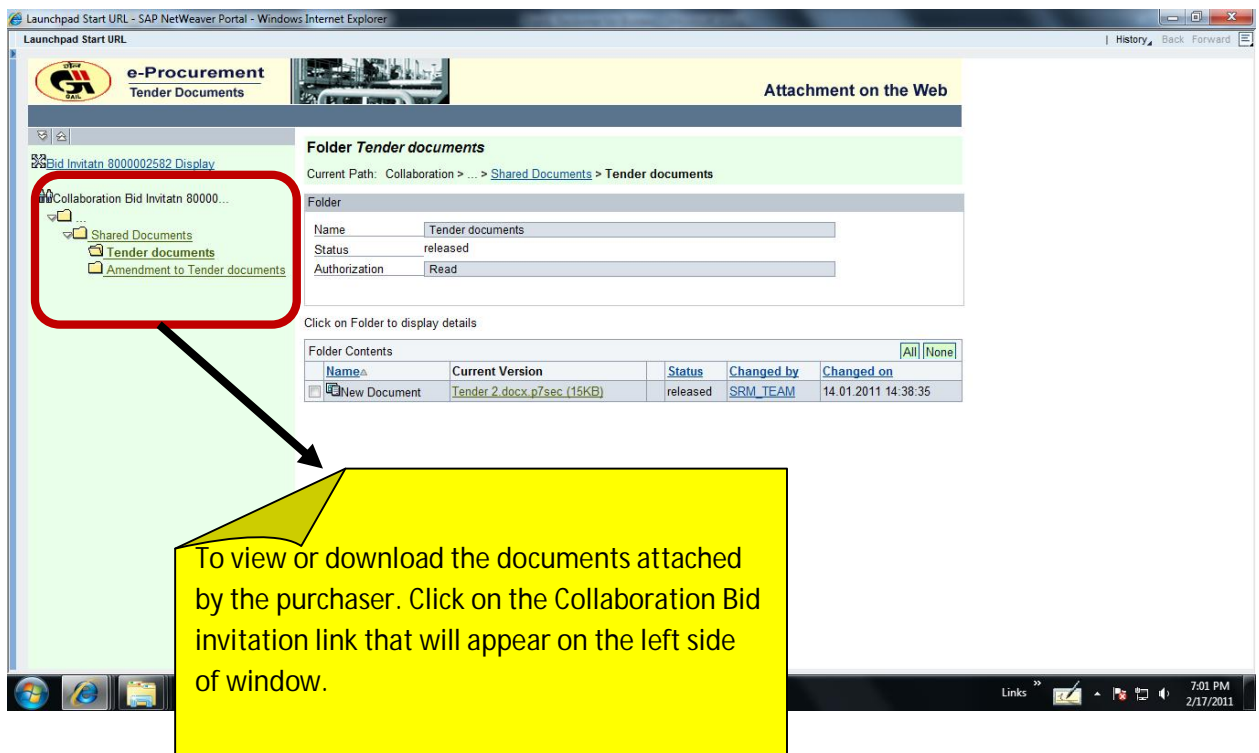 Launchpad Start URL - SAP NetWeaver Portal - Windows Internet Explorer
Launchpad Start URL
History Back Forward
गेल
GAIL
e-Procurement
Tender Documents
Attachment on the Web
Bid Invitatn 8000002582 Display
Collaboration Bid Invitatn 80000...
...
Shared Documents
Tender documents
Amendment to Tender documents
Folder Tender documents
Current Path: Collaboration > ... > Shared Documents > Tender documents
Folder
Name Tender documents
Status released
Authorization Read
Click on Folder to display details
Folder Contents All None
Name Current Version Status Changed by Changed on
New Document Tender 2.docx.p7sec (15KB) released SRM_TEAM 14.01.2011 14:38:35
To view or download the documents attached
by the purchaser. Click on the Collaboration Bid
invitation link that will appear on the left side
of window.
Links » 7:01 PM
2/17/2011